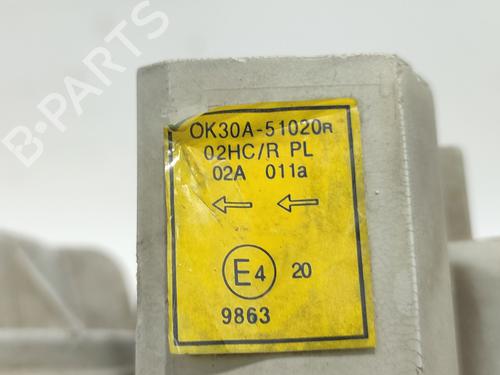 B-PARTS
OK30A-51020R
02HC/R PL
02A 011a
E4 20
9863